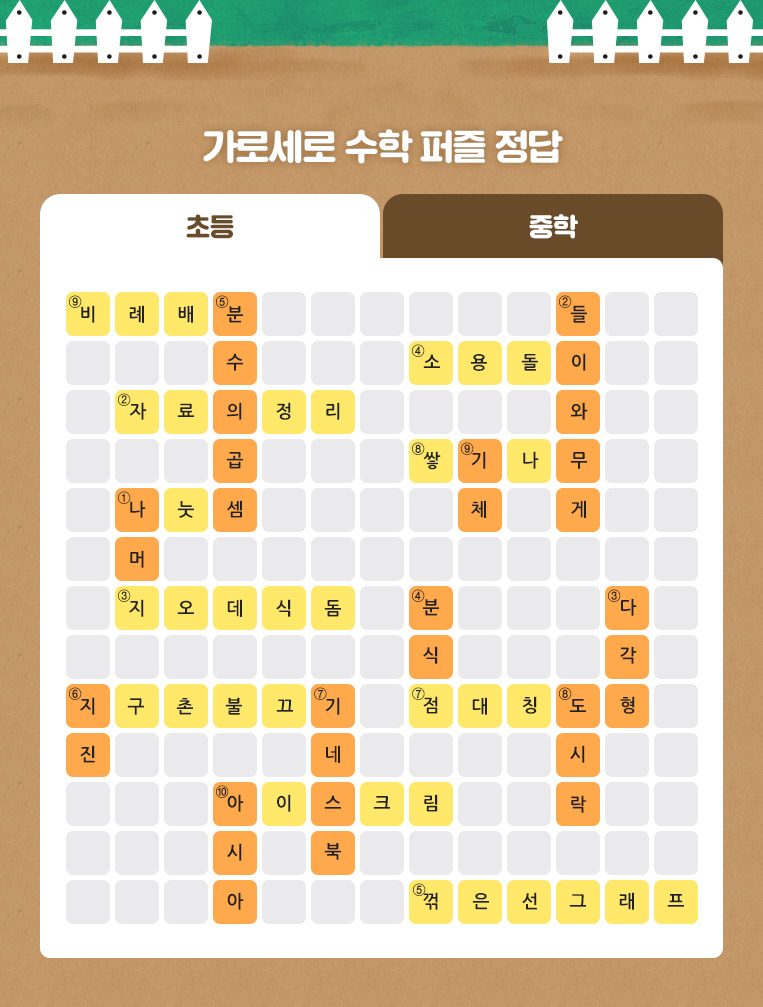 가로세로 수학 퍼즐 정답
초등 중학
⑨비 례 배 ⑤분 ②들
수 ④소 용 돌 이
②자 료 의 정 리 와
곱 ⑧쌓 ⑨기 나 무
①나 눗 셈 체 게
머
③지 오 데 식 돔 ④분 ③다
식 각
⑥지 구 촌 불 끄 ⑦기 ⑦점 대 칭 ⑧도 형
진 네 시
⑩아 이 스 크 림 락
시 북
아 ⑤꺾 은 선 그 래 프